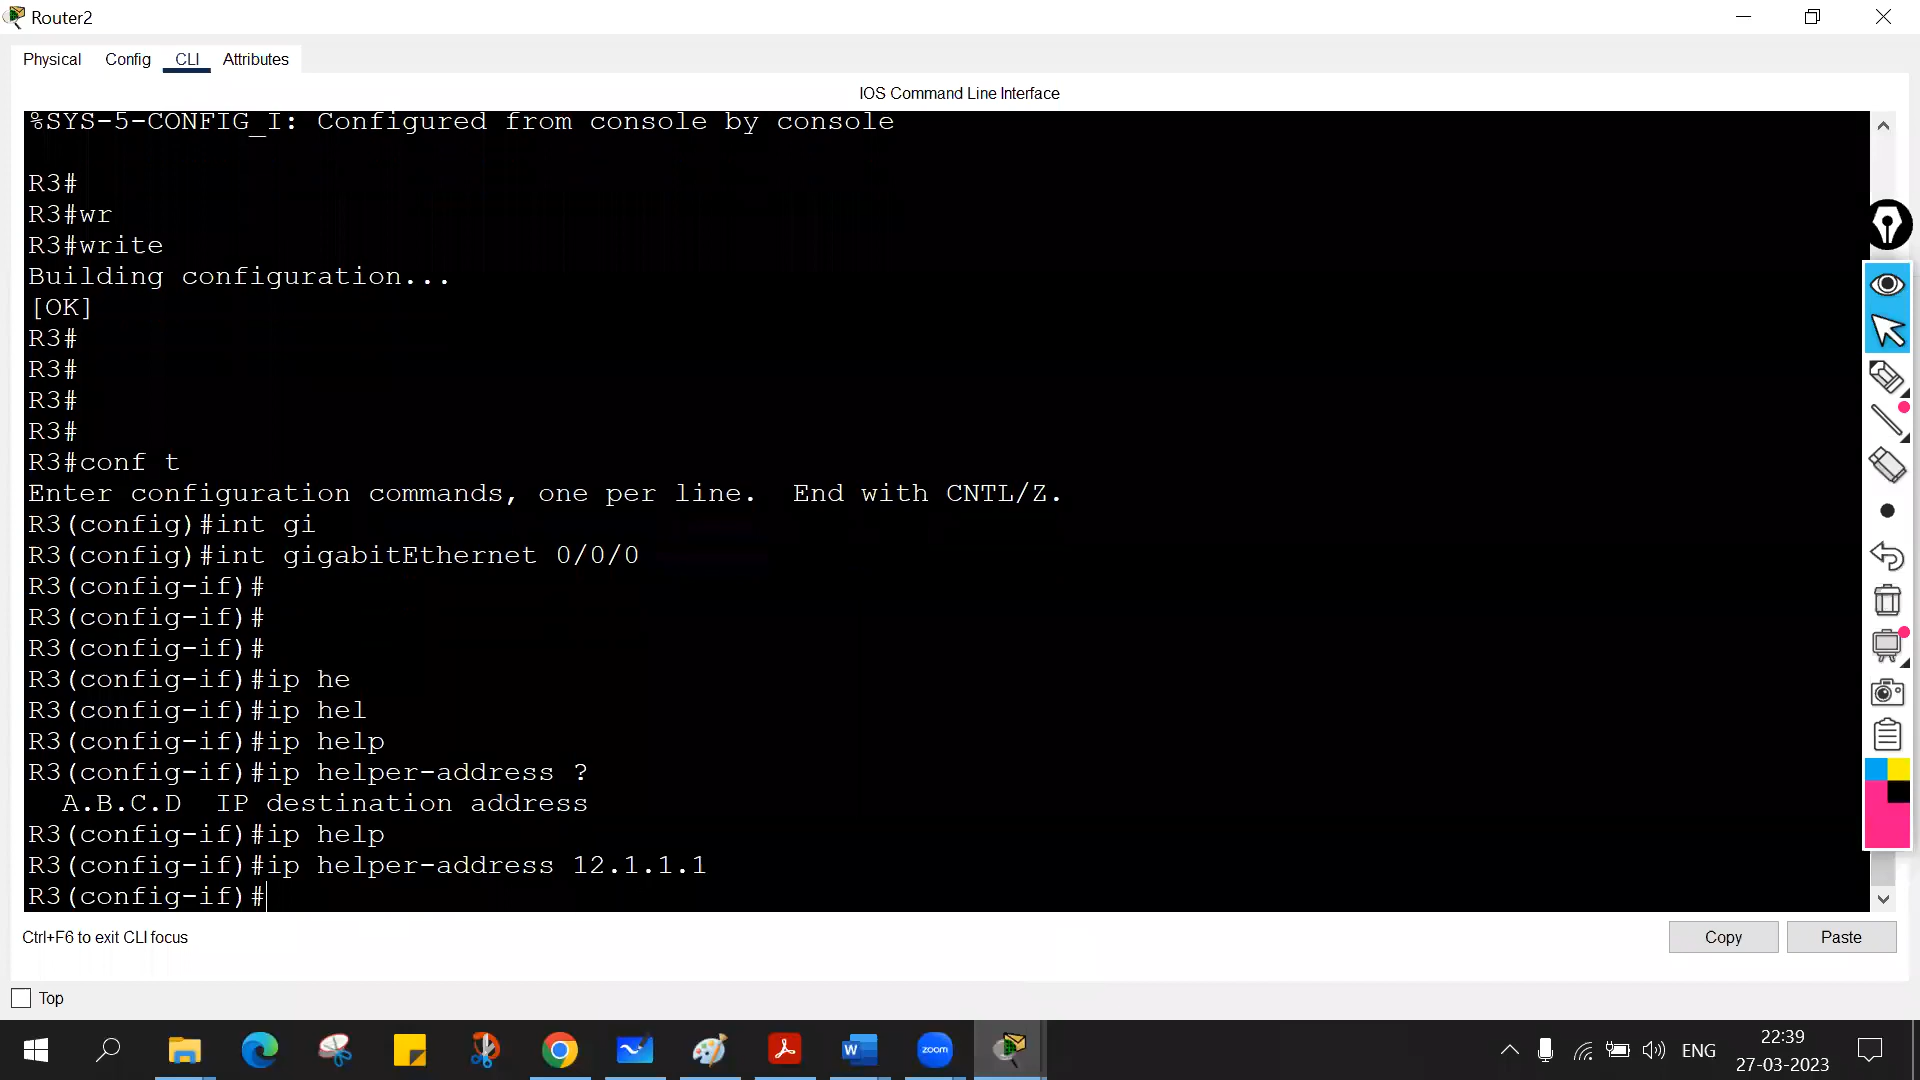 Router2
Physical Config CLI Attributes
IOS Command Line Interface
%SYS-5-CONFIG_I: Configured from console by console
R3#
R3#wr
R3#write
Building configuration...
[OK]
R3#
R3#
R3#
R3#
R3#conf t
Enter configuration commands, one per line.  End with CNTL/Z.
R3(config)#int gi
R3(config)#int gigabitEthernet 0/0/0
R3(config-if)#
R3(config-if)#
R3(config-if)#
R3(config-if)#ip he
R3(config-if)#ip hel
R3(config-if)#ip help
R3(config-if)#ip helper-address ?
  A.B.C.D  IP destination address
R3(config-if)#ip help
R3(config-if)#ip helper-address 12.1.1.1
R3(config-if)#
Ctrl+F6 to exit CLI focus
Copy Paste
Top
W zoom ENG
22:39
27-03-2023